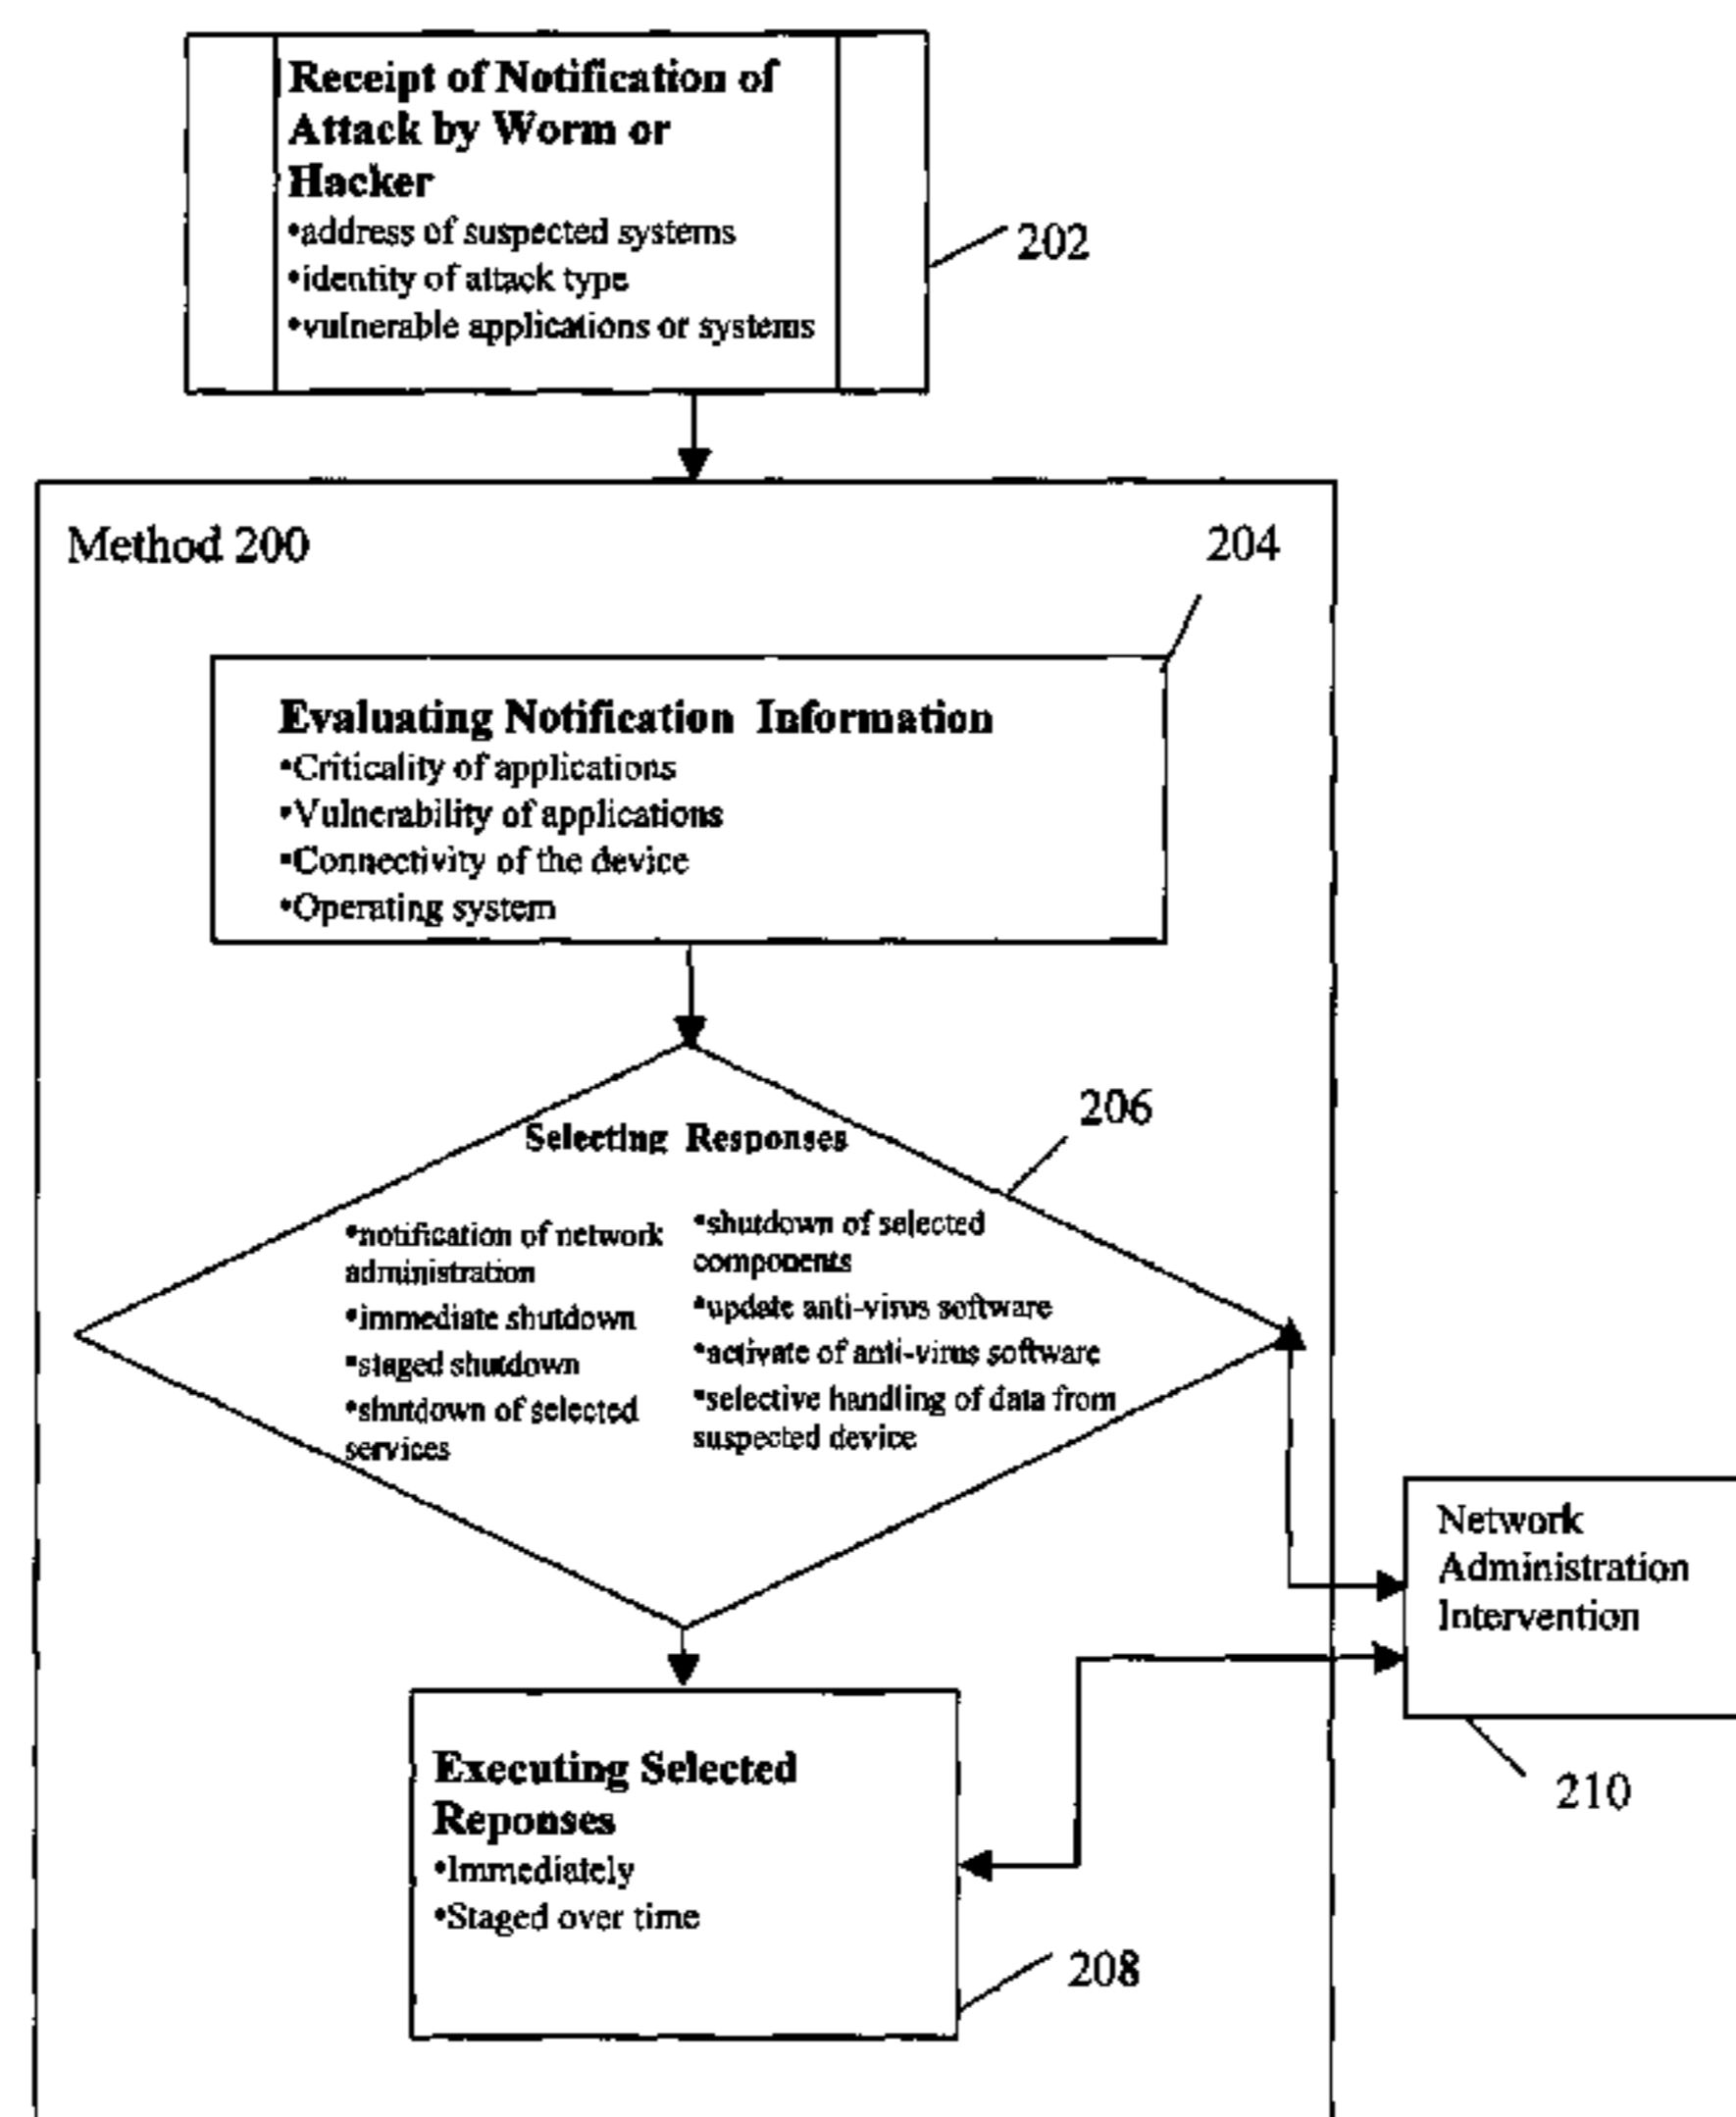 Receipt of Notification of
Attack by Worm or
Hacker
•address of suspected systems
•identity of attack type
•vulnerable applications or systems
202
Method 200
204
Evaluating Notification Information
•Criticality of applications
•Vulnerability of applications
•Connectivity of the device
•Operating system
206
Selecting Responses
•notification of network
administration
•immediate shutdown
•staged shutdown
•shutdown of selected
services
•shutdown of selected
components
•update anti-virus software
•activate of anti-virus software
•selective handling of data from
suspected device
Network
Administration
Intervention
210
Executing Selected
Reponses
•Immediately
•Staged over time
208